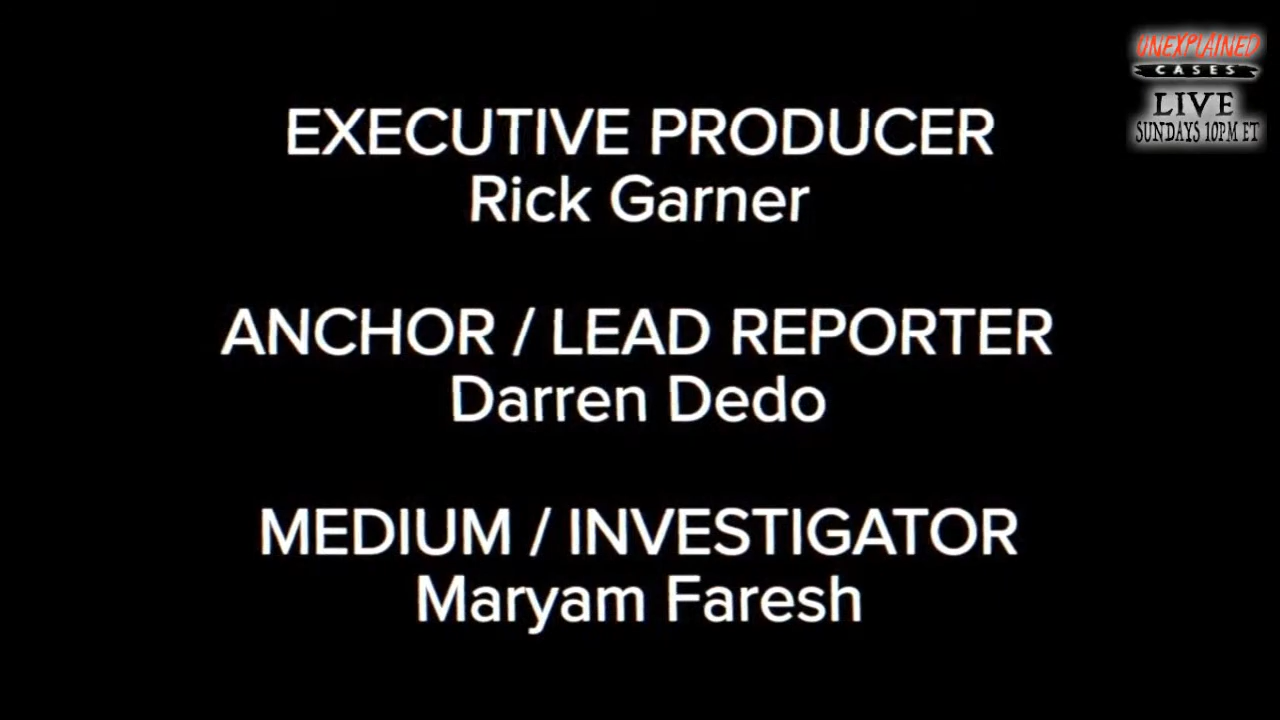 UNEXPLAINED
CASES
LIVE
SUNDAYS 10PM ET
EXECUTIVE PRODUCER
Rick Garner
ANCHOR / LEAD REPORTER
Darren Dedo
MEDIUM / INVESTIGATOR
Maryam Faresh